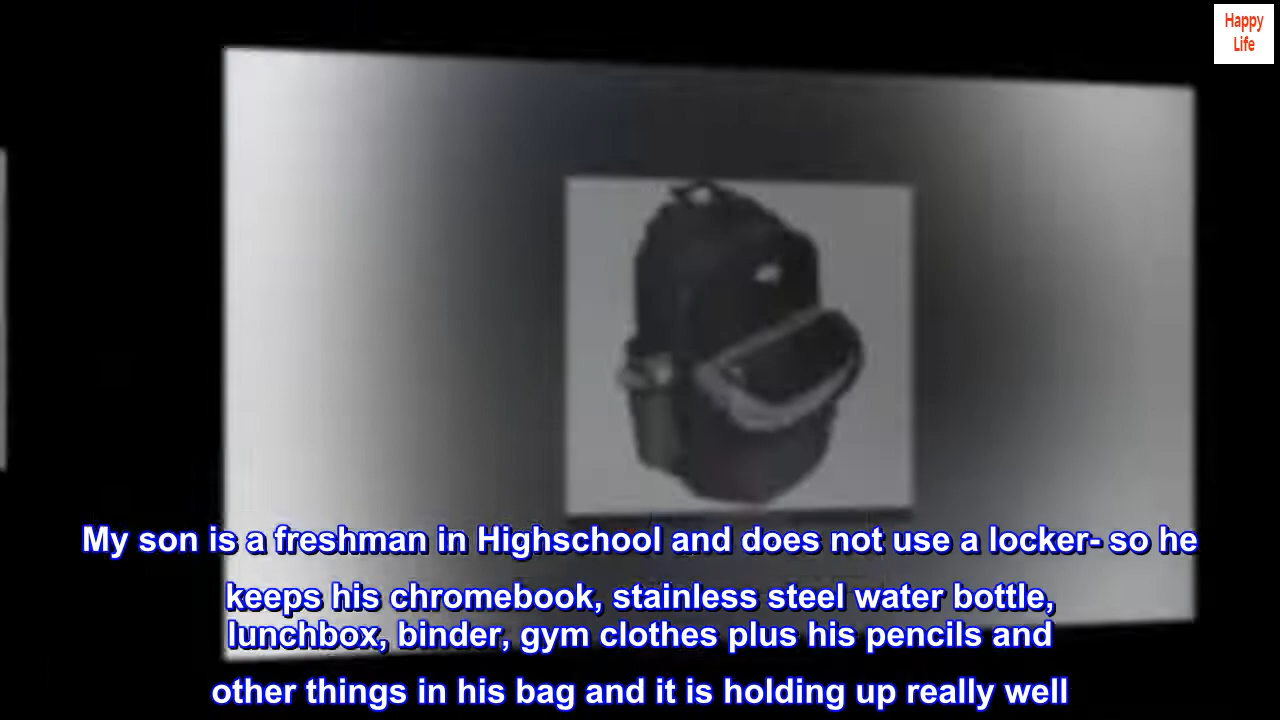 Happy
Life
My son is a freshman in Highschool and does not use a locker- so he
keeps his chromebook, stainless steel water bottle,
lunchbox, binder, gym clothes plus his pencils and
other things in his bag and it is holding up really well